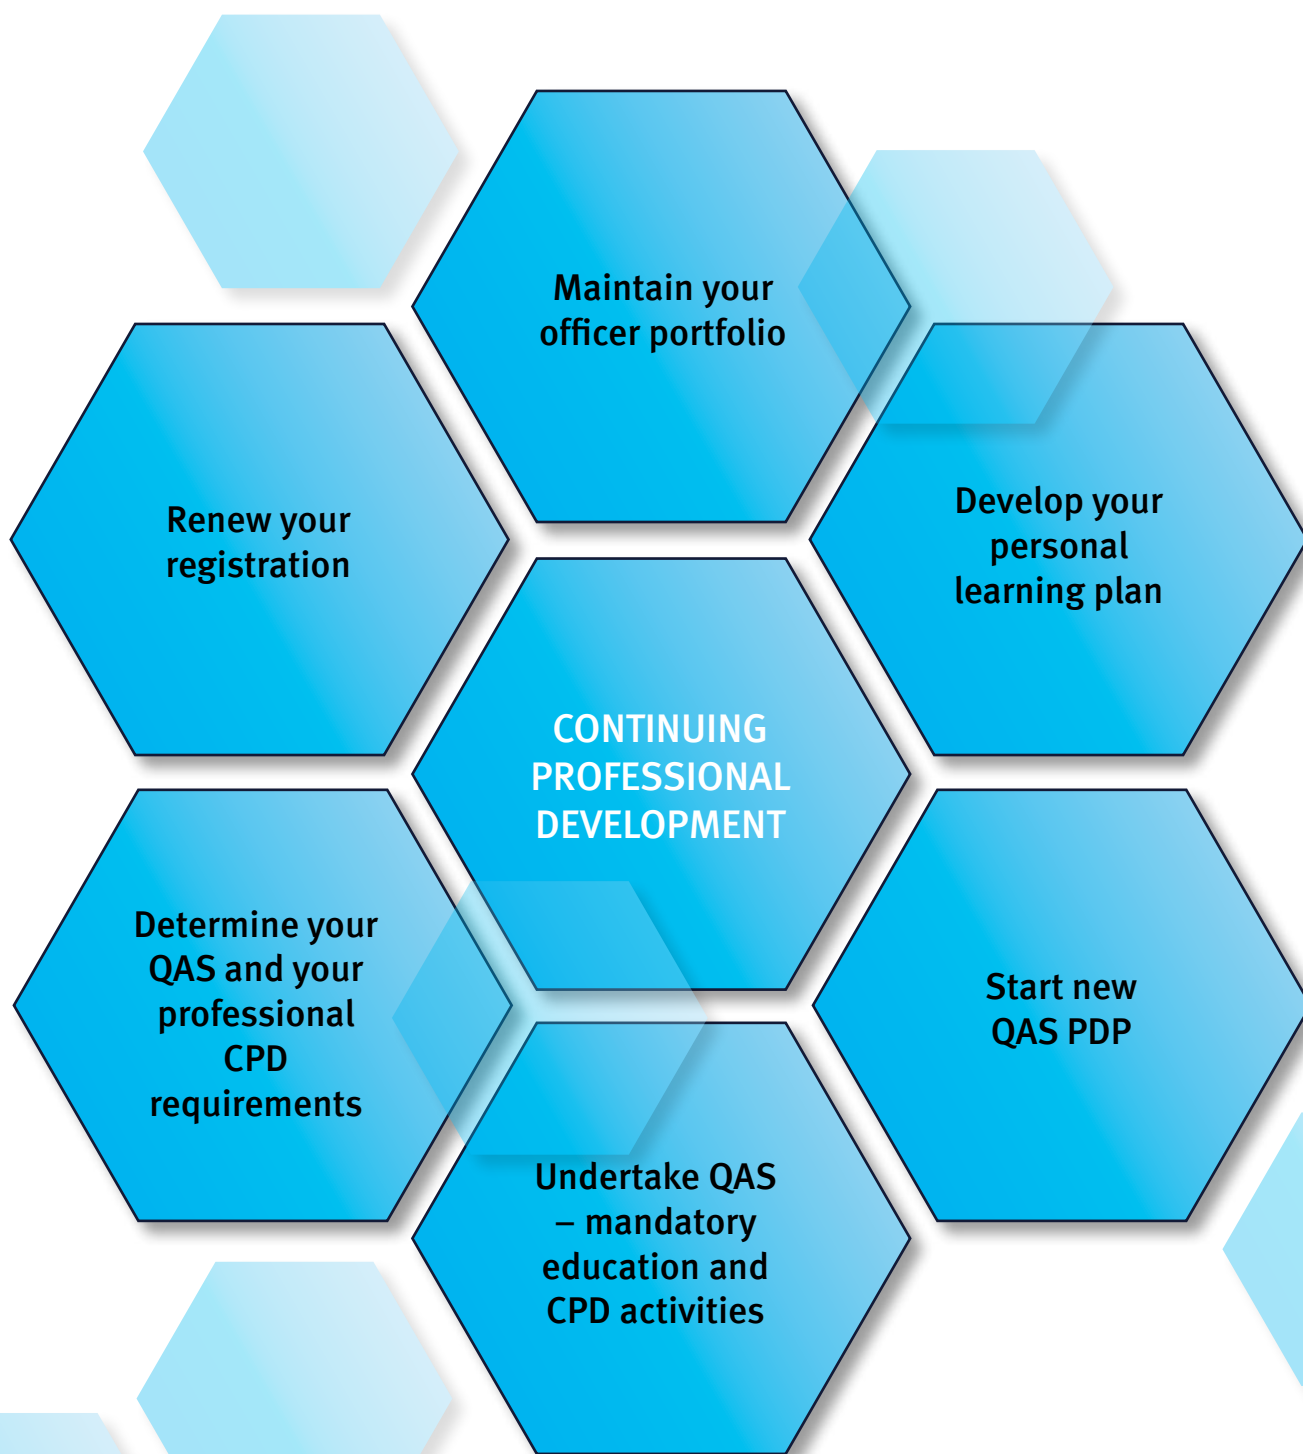 Maintain your
officer portfolio
Renew your
registration
Develop your
personal
learning plan
CONTINUING
PROFESSIONAL
DEVELOPMENT
Determine your
QAS and your
professional
CPD
requirements
Start new
QAS PDP
Undertake QAS
– mandatory
education and
CPD activities